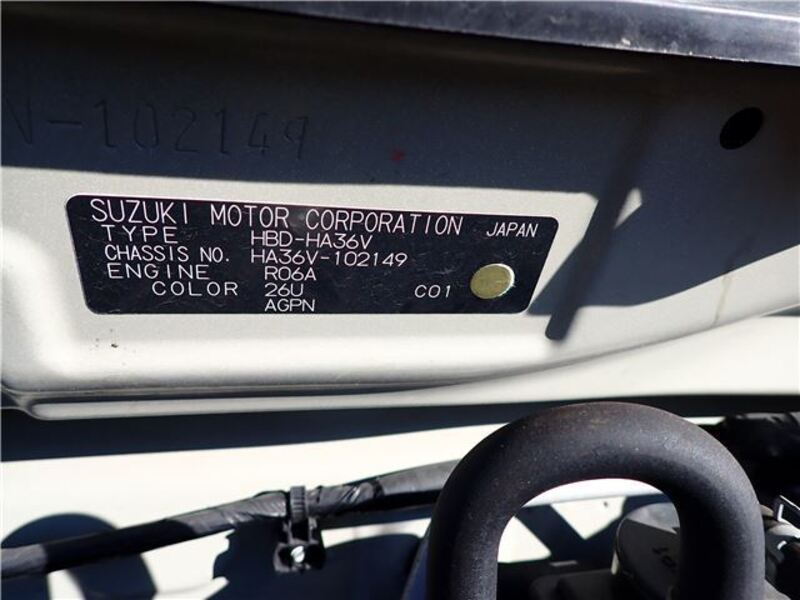 N-102149
SUZUKI MOTOR CORPORATION JAPAN
TYPE HBD-HA36V
CHASSIS NO. HA36V-102149
ENGINE R06A
COLOR 26U C01
AGPN